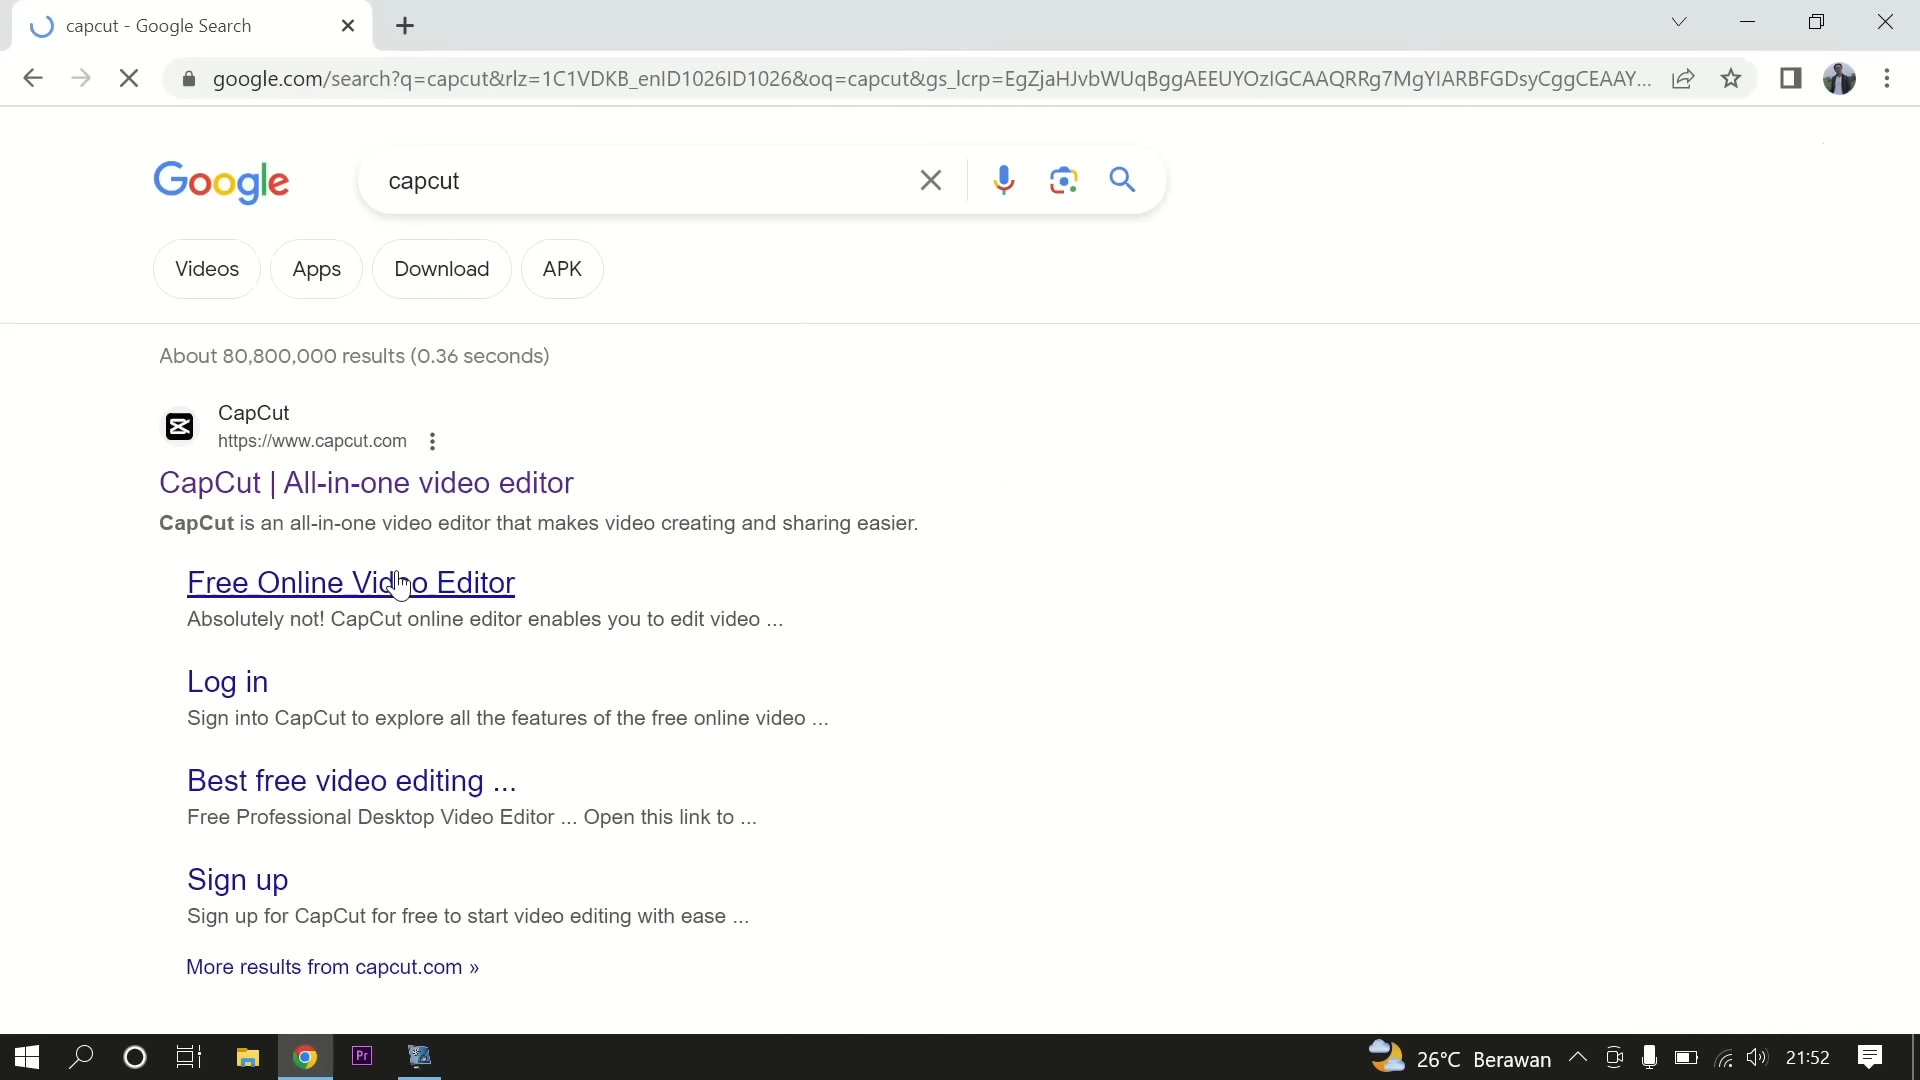 capcut - Google Search
google.com/search?q=capcut&rlz=1C1VDKB_enID1026ID1026&oq=capcut&gs_lcrp=EgZjaHJvbWUqBggAEEUYOzIGCAAQRRg7MgYIARBFGDsyCggCEAAY...
Google
capcut
Videos
Apps
Download
APK
About 80,800,000 results (0.36 seconds)
CapCut
https://www.capcut.com
CapCut | All-in-one video editor
CapCut is an all-in-one video editor that makes video creating and sharing easier.
Free Online Video Editor
Absolutely not! CapCut online editor enables you to edit video ...
Log in
Sign into CapCut to explore all the features of the free online video ...
Best free video editing ...
Free Professional Desktop Video Editor ... Open this link to ...
Sign up
Sign up for CapCut for free to start video editing with ease ...
More results from capcut.com »
Pr
26°C Berawan
21:52